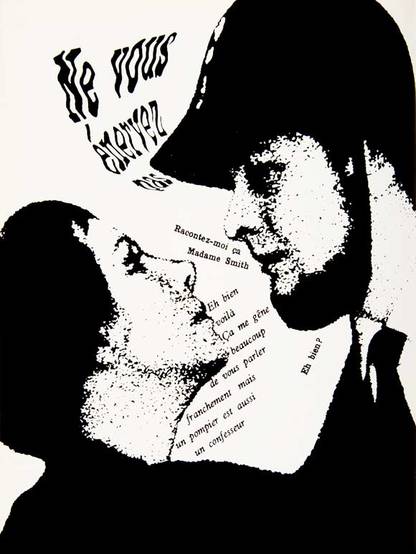 Ne vous
énervez
pas
Racontez-moi ça
Madame Smith
Eh bien
voilà
Ça me gêne
beaucoup
de vous parler
franchement mais
un pompier est aussi
un confesseur
Eh bien?